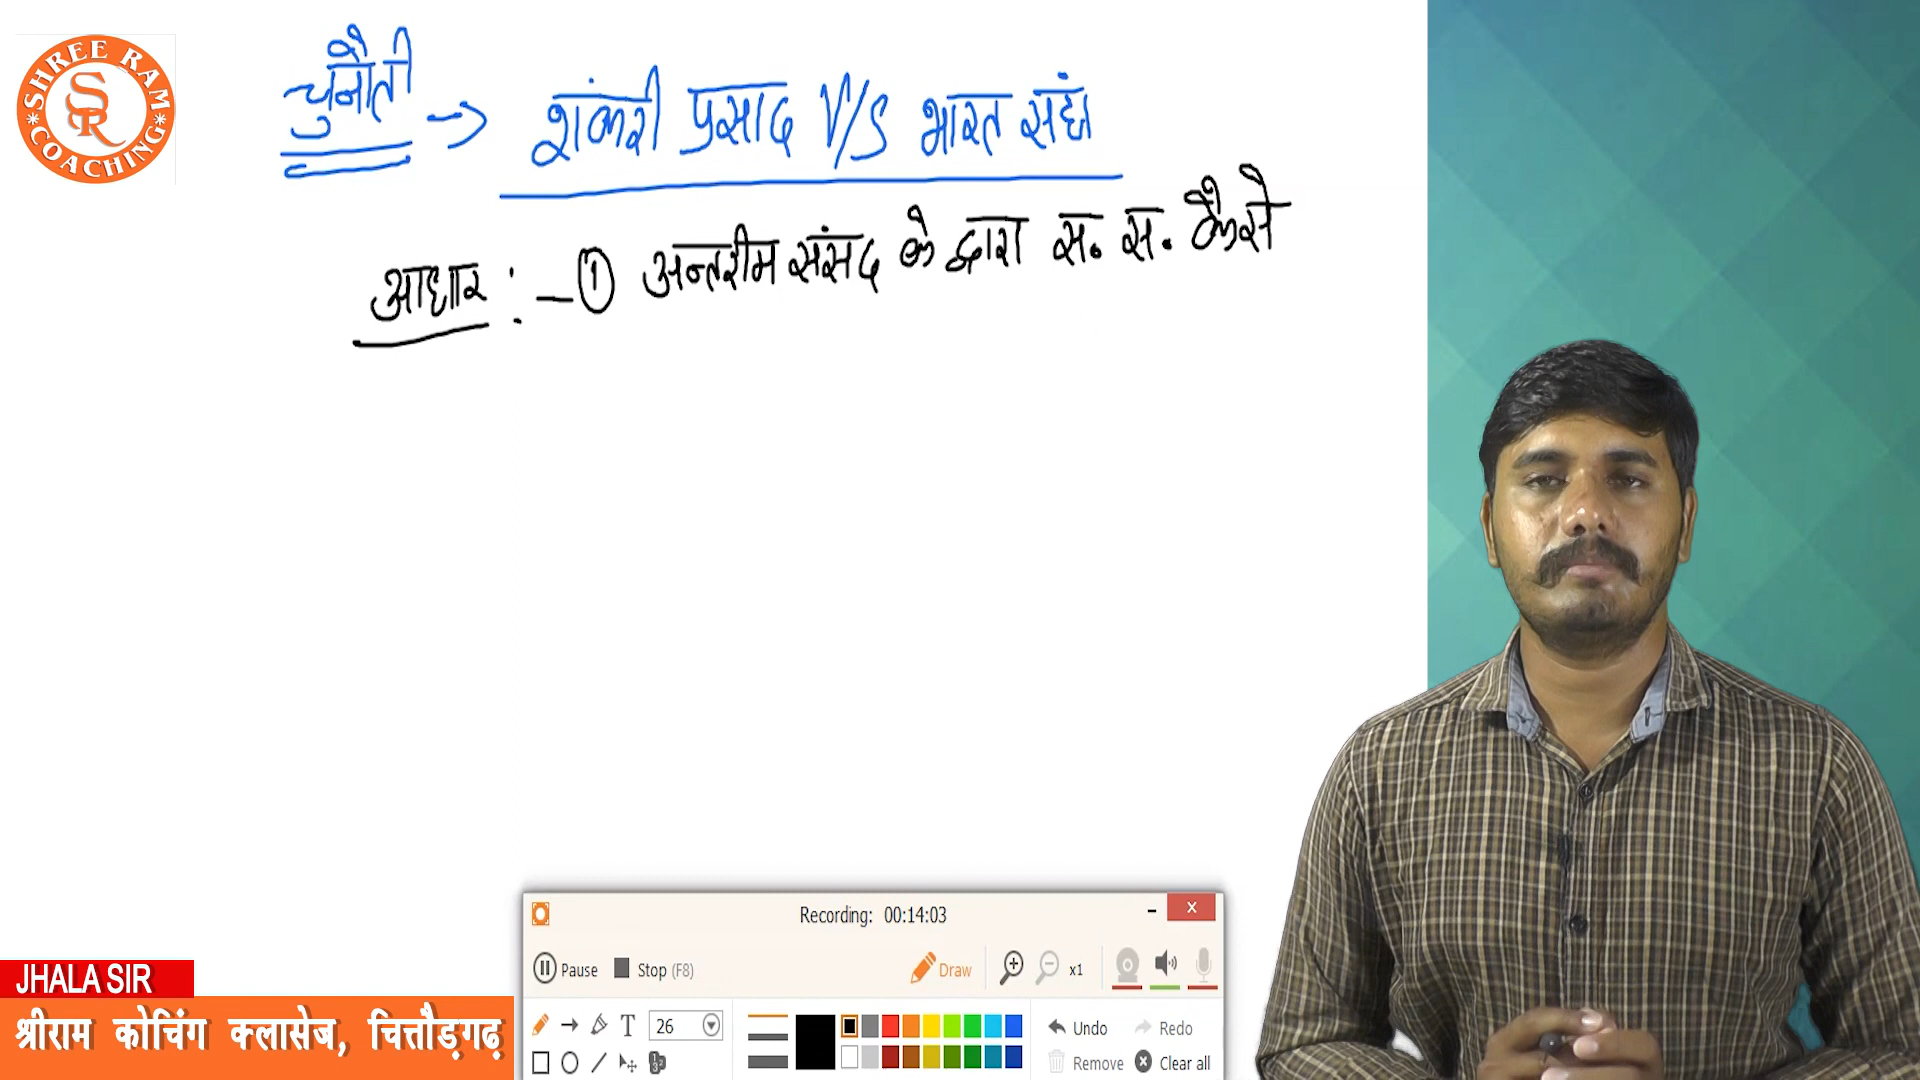 SHREE RAM
SR
*COACHING*
चुनौती → शंकरी प्रसाद V/S भारत संघ
आधार :- ① अन्तरीम संसद के द्वारा स. स. कैसे
Recording: 00:14:03
Pause Stop (F8) Draw x1
T 26 Undo Redo
Remove Clear all
JHALA SIR
श्रीराम कोचिंग क्लासेज, चित्तौड़गढ़